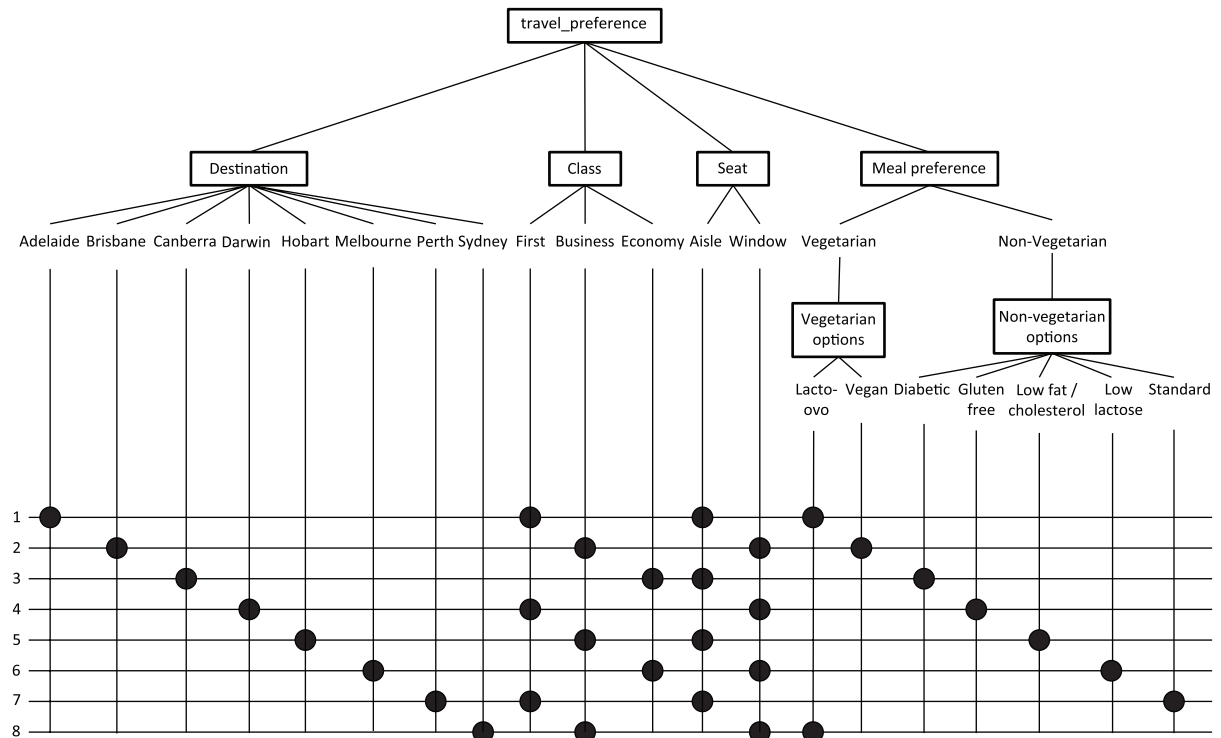 travel_preference
Destination
Class
Seat
Meal preference
Adelaide
Brisbane
Canberra
Darwin
Hobart
Melbourne
Perth
Sydney
First
Business
Economy
Aisle
Window
Vegetarian
Non-Vegetarian
Vegetarian
options
Non-vegetarian
options
Lacto-
ovo
Vegan
Diabetic
Gluten
free
Low fat /
cholesterol
Low
lactose
Standard
1
2
3
4
5
6
7
8